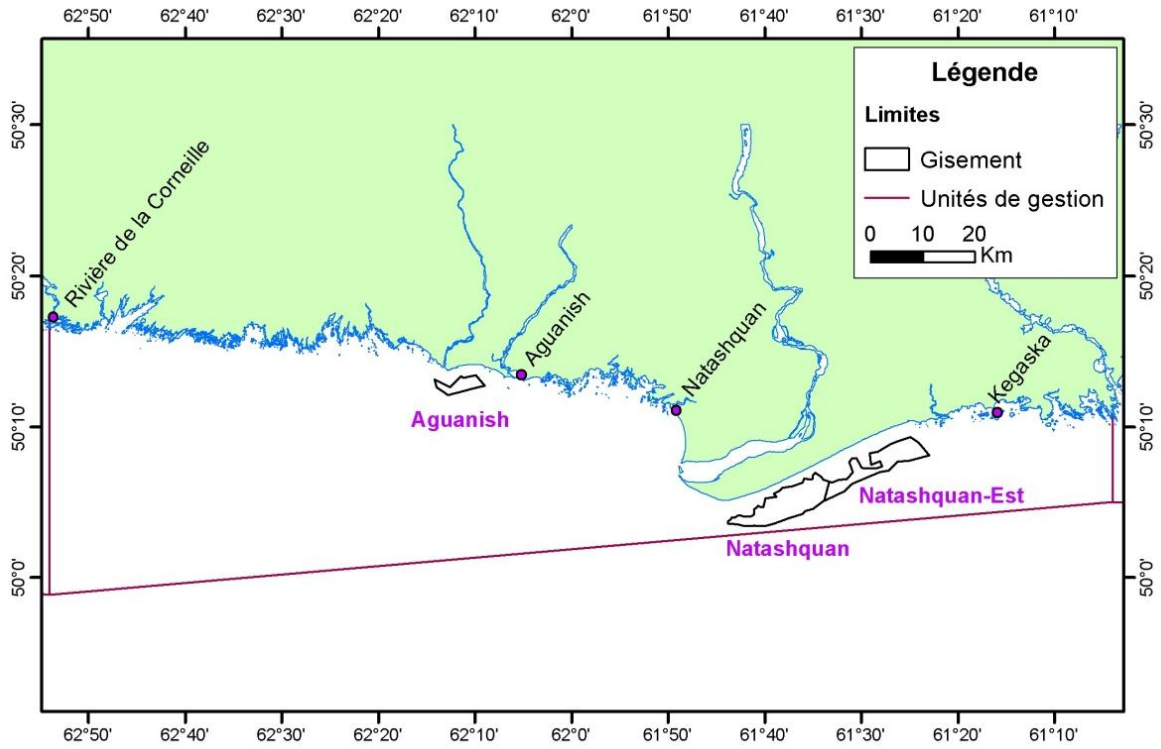 62°50' 62°40' 62°30' 62°20' 62°10' 62°0' 61°50' 61°40' 61°30' 61°20' 61°10'
Légende
Limites
Gisement
Unités de gestion
0 10 20
Km
50°30' 50°30'
50°20' 50°20'
50°10' 50°10'
50°0' 50°0'
Rivière de la Corneille
Aguanish
Natashquan
Kegaska
Aguanish
Natashquan-Est
Natashquan
62°50' 62°40' 62°30' 62°20' 62°10' 62°0' 61°50' 61°40' 61°30' 61°20' 61°10'